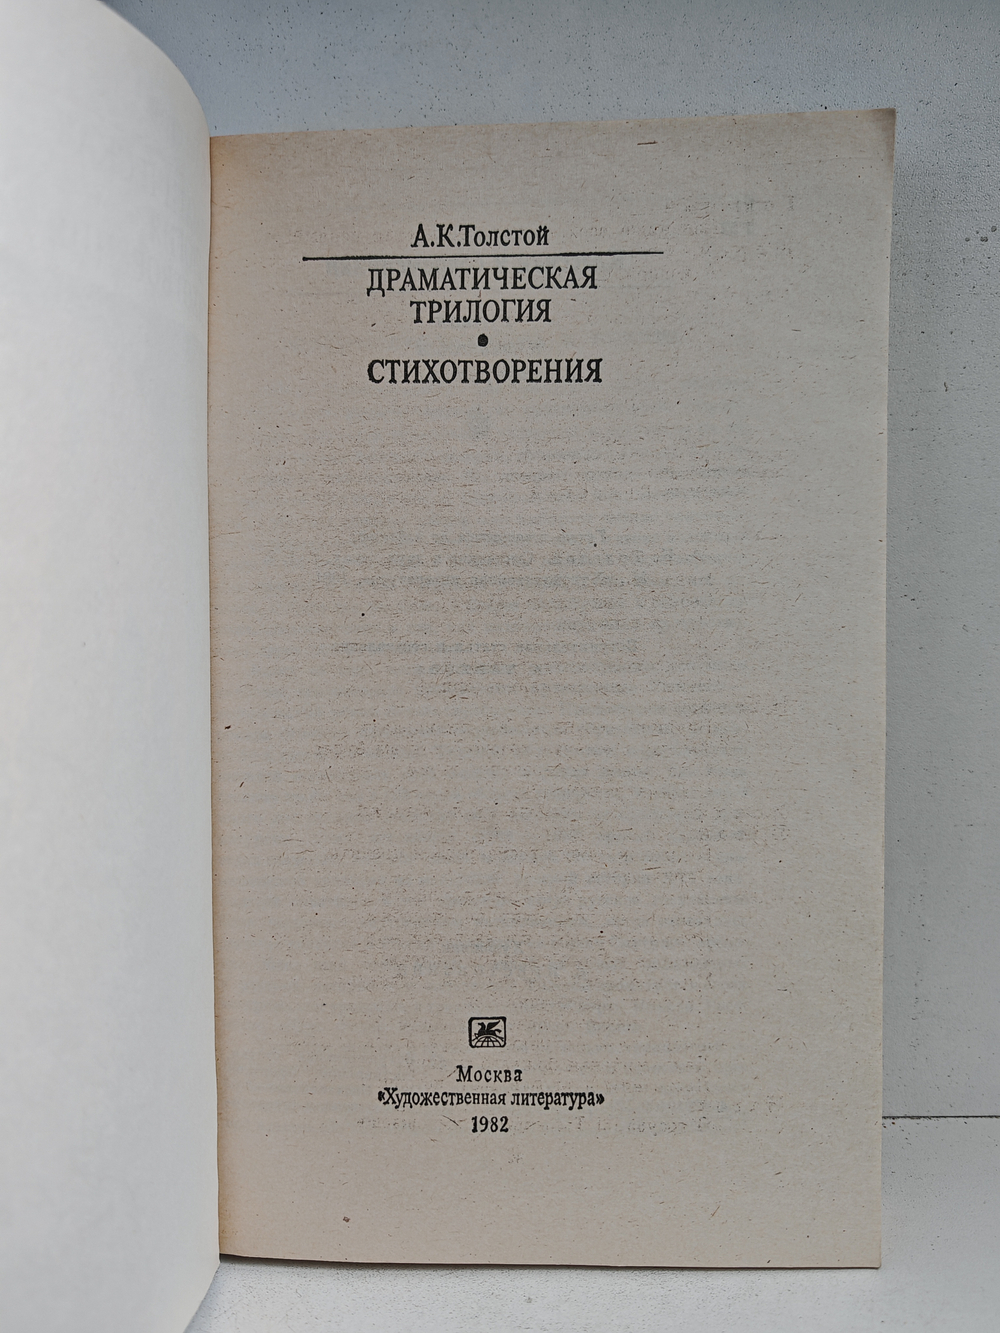 А.К.Толстой
ДРАМАТИЧЕСКАЯ
ТРИЛОГИЯ
•
СТИХОТВОРЕНИЯ
Москва
«Художественная литература»
1982